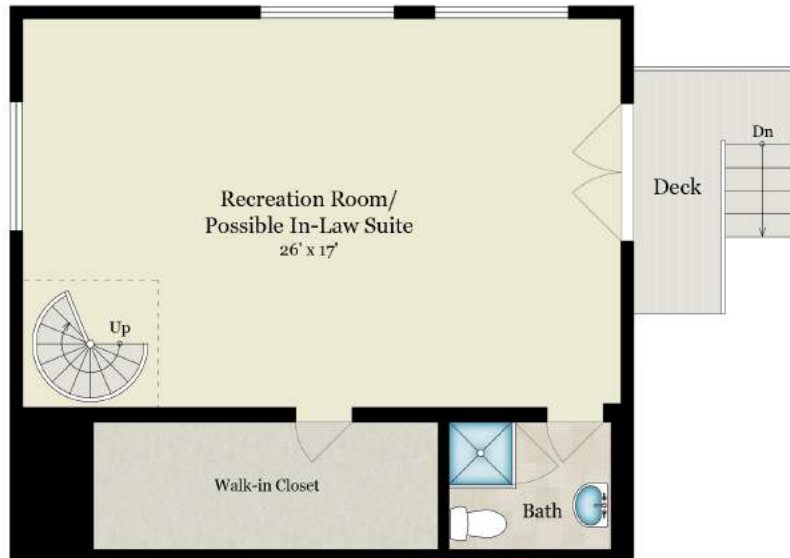 Recreation Room/
Possible In-Law Suite
26' x 17'
Dn
Deck
Up
Walk-in Closet
Bath